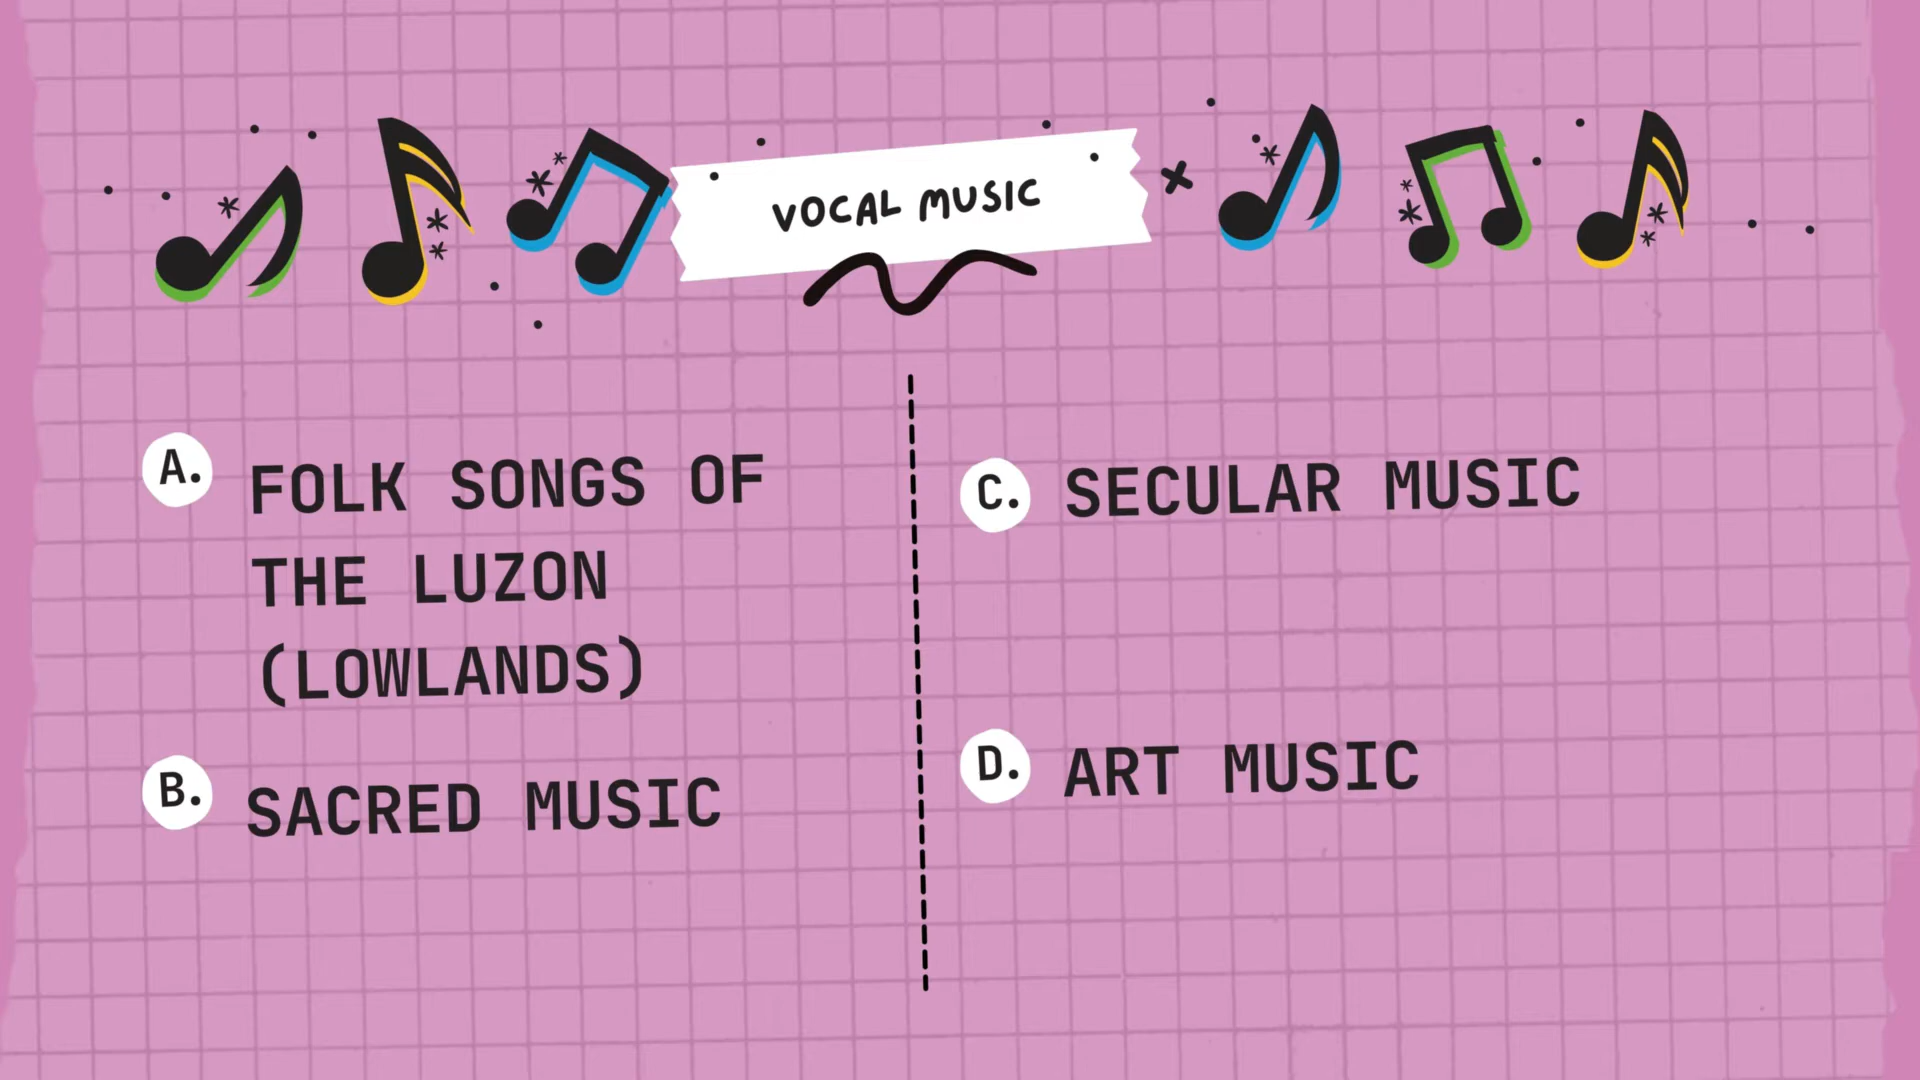 VOCAL MUSIC
A. FOLK SONGS OF
THE LUZON
(LOWLANDS)
B. SACRED MUSIC
C. SECULAR MUSIC
D. ART MUSIC